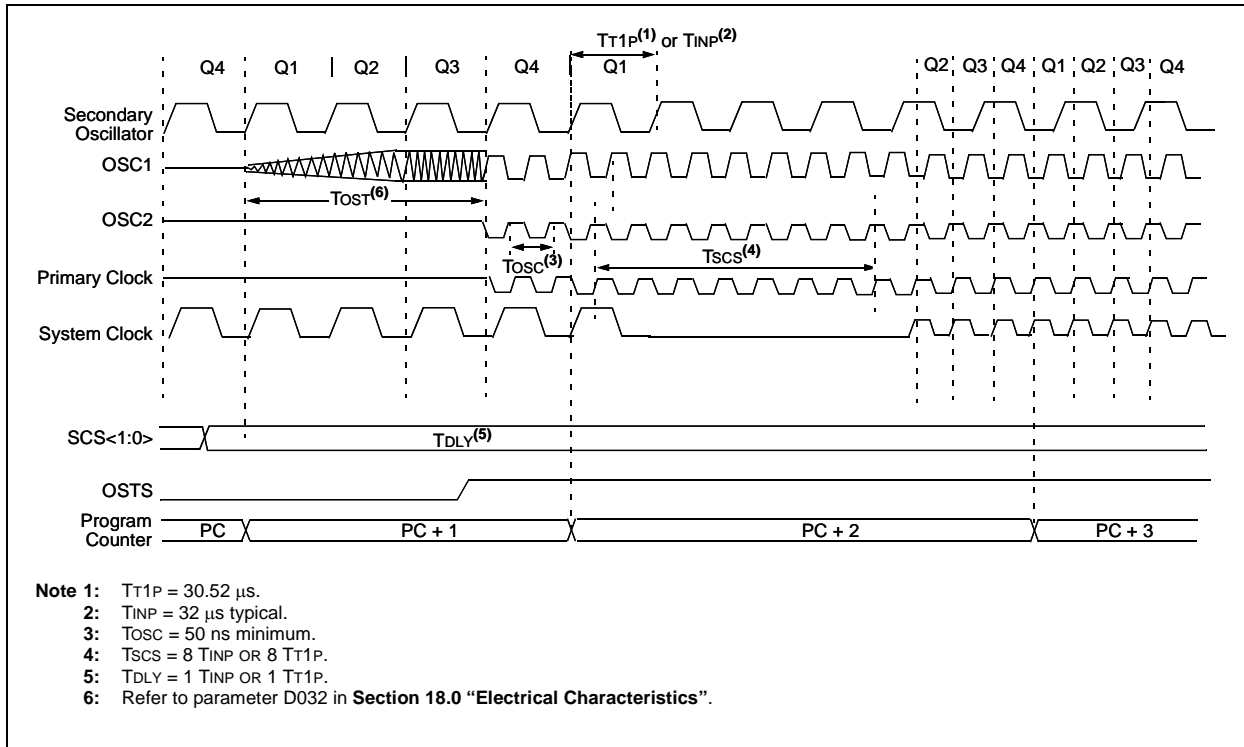 TT1P(1) or TINP(2)
Q4 Q1 Q2 Q3 Q4 Q1 Q2 Q3 Q4 Q1 Q2 Q3 Q4
Secondary
Oscillator
OSC1
TOST(6)
OSC2
TOSC(3)
TSCS(4)
Primary Clock
System Clock
SCS<1:0>
TDLY(5)
OSTS
Program
Counter
PC PC + 1 PC + 2 PC + 3
Note 1: TT1P = 30.52 μs.
2: TINP = 32 μs typical.
3: TOSC = 50 ns minimum.
4: TSCS = 8 TINP OR 8 TT1P.
5: TDLY = 1 TINP OR 1 TT1P.
6: Refer to parameter D032 in Section 18.0 “Electrical Characteristics”.